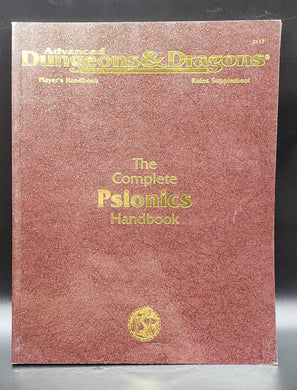 2117
Advanced
Dungeons & Dragons®
Player's Handbook Rules Supplement
The
Complete
Psionics
Handbook